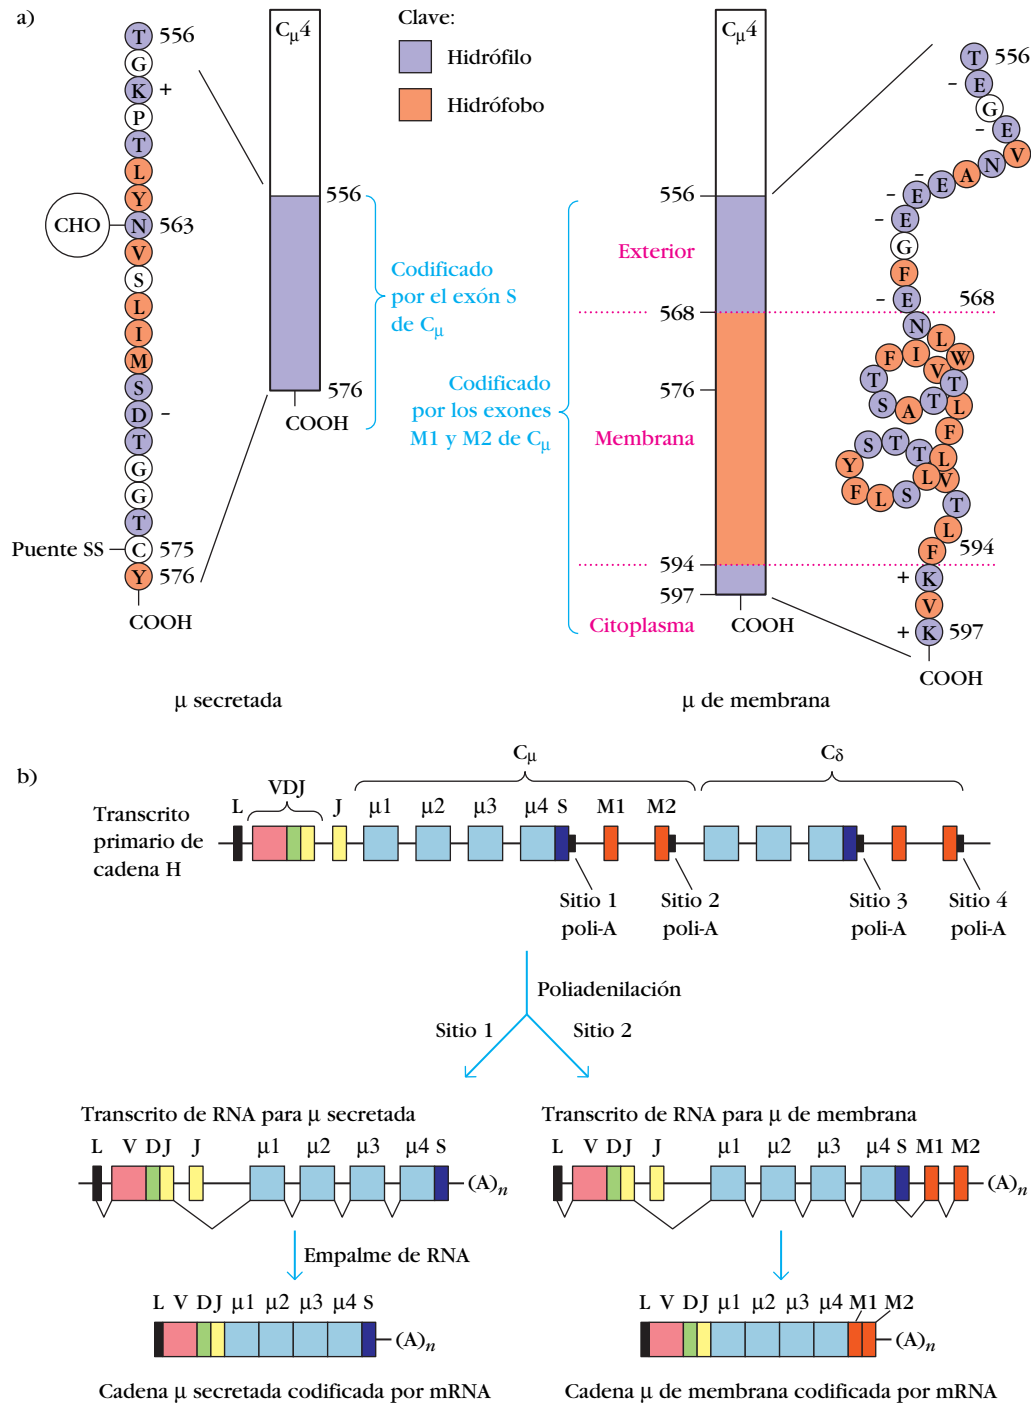 a)
T 556
G
K +
P
T
L
Y
CHO N 563
V
S
L
I
M
S
D –
T
G
G
T
Puente SS C 575
Y 576
COOH
Cμ4
556
Codificado
por el exón S
de Cμ
576
COOH
μ secretada
Clave:
Hidrófilo
Hidrófobo
Cμ4
556
Exterior
568
Codificado
por los exones
M1 y M2 de Cμ
576
Membrana
594
597
Citoplasma
COOH
T 556
– E
G
– E
V
N
A
– E
– E
– E
G
F
– E 568
N
L
W
I
F
V
T
T
S
A
T
L
F
L
T
T
S
Y
F
L
S
L
V
T
L
F 594
+ K
V
+ K 597
COOH
μ de membrana
b)
Cμ Cδ
VDJ
L J μ1 μ2 μ3 μ4 S M1 M2
Transcrito
primario de
cadena H
Sitio 1
poli-A
Sitio 2
poli-A
Sitio 3
poli-A
Sitio 4
poli-A
Poliadenilación
Sitio 1 Sitio 2
Transcrito de RNA para μ secretada
L V D J J μ1 μ2 μ3 μ4 S
(A)n
Empalme de RNA
L V D J μ1 μ2 μ3 μ4 S
(A)n
Cadena μ secretada codificada por mRNA
Transcrito de RNA para μ de membrana
L V D J J μ1 μ2 μ3 μ4 S M1 M2
(A)n
L V D J μ1 μ2 μ3 μ4 M1 M2
(A)n
Cadena μ de membrana codificada por mRNA